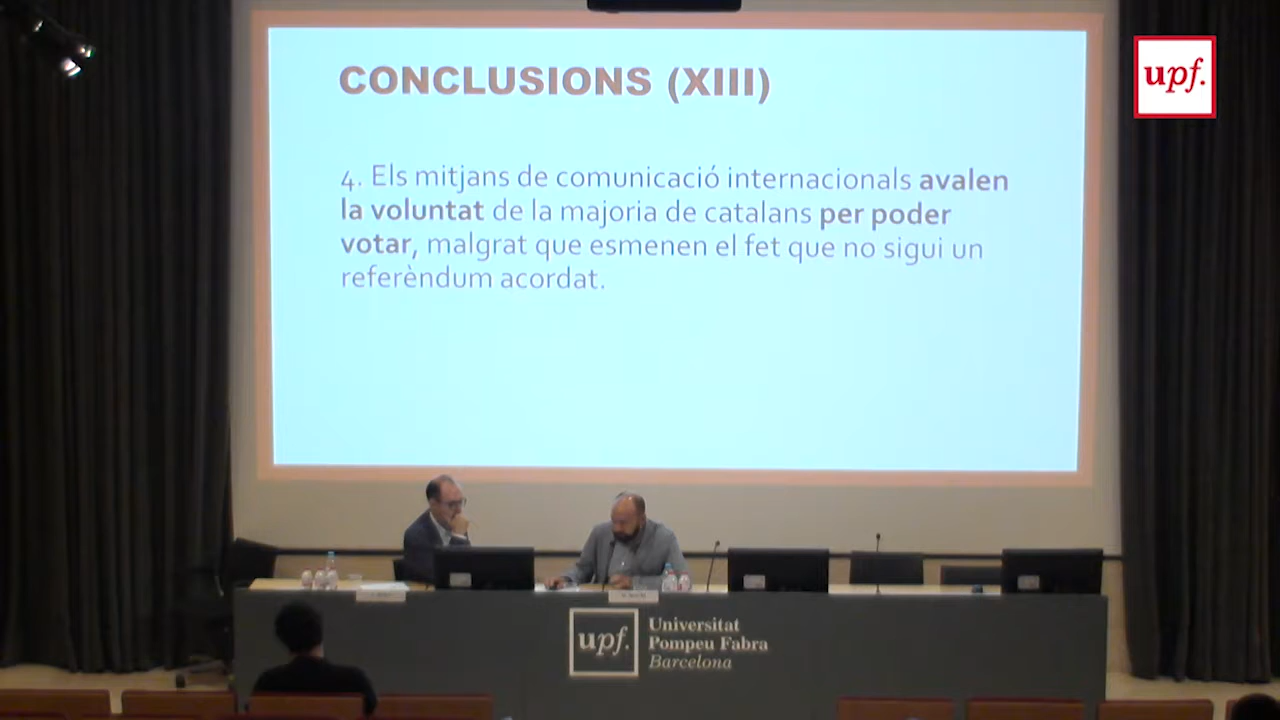 CONCLUSIONS (XIII)
4. Els mitjans de comunicació internacionals avalen
la voluntat de la majoria de catalans per poder
votar, malgrat que esmenen el fet que no sigui un
referèndum acordat.
upf.
upf.
Universitat
Pompeu Fabra
Barcelona